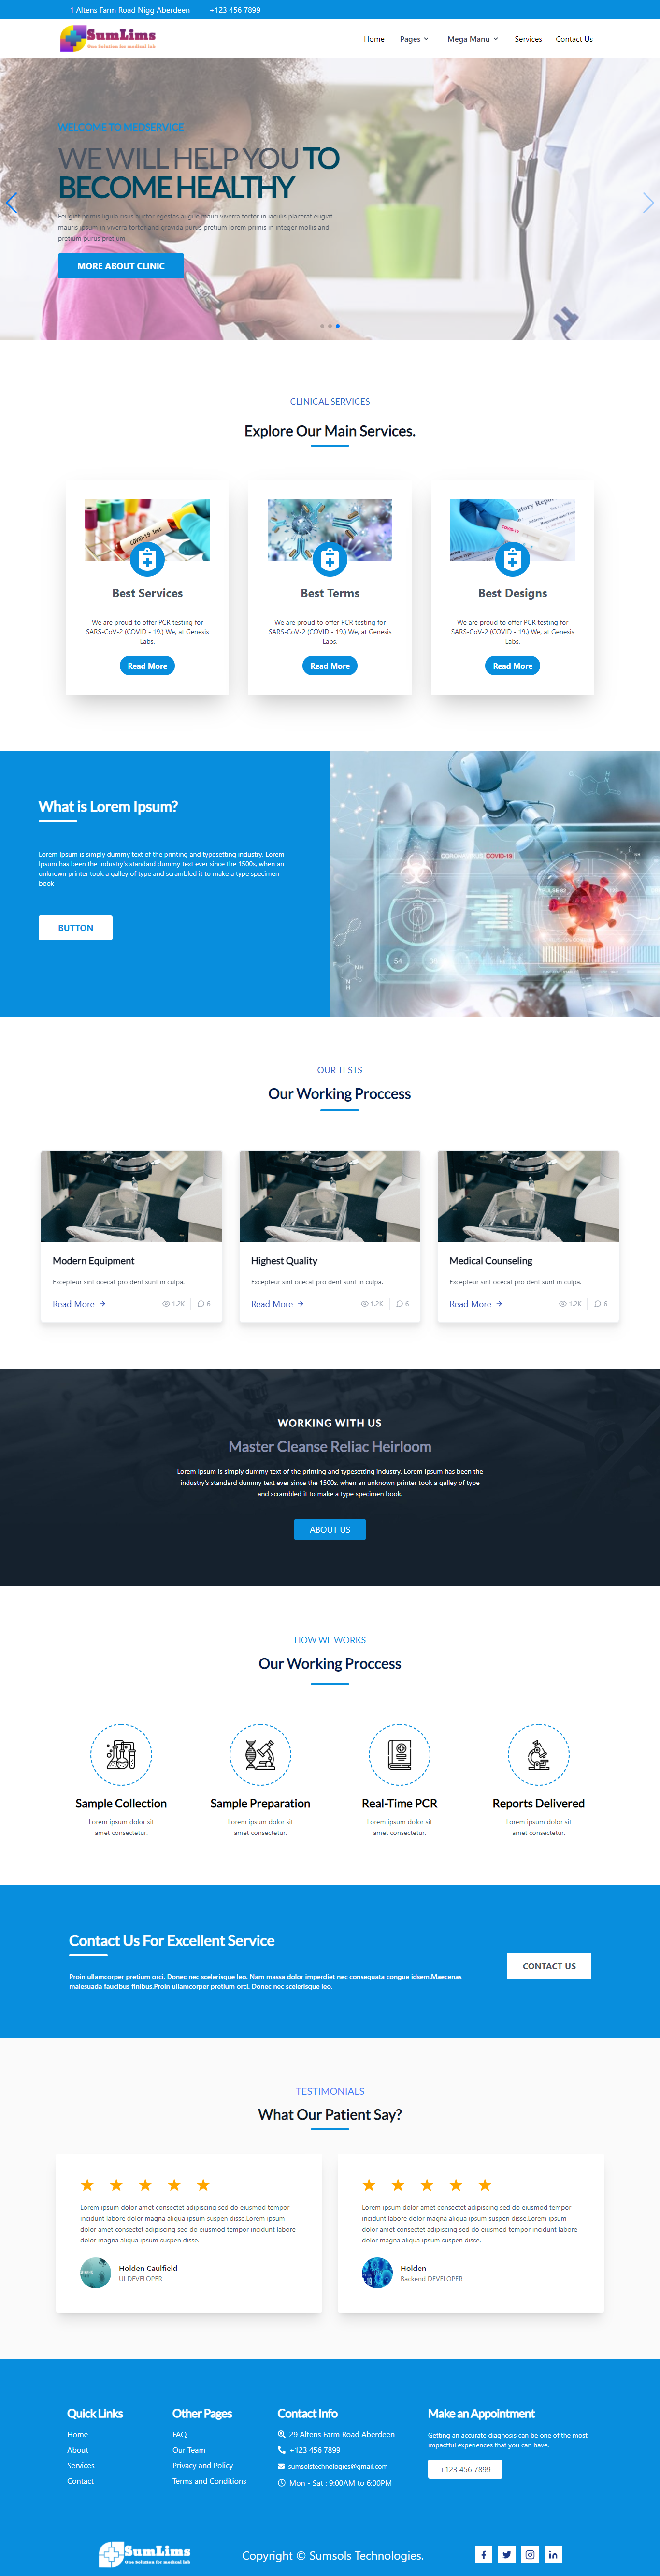 1 Altens Farm Road Nigg Aberdeen +123 456 7899
SumLims
One Solution for medical lab
Home Pages Mega Manu Services Contact Us
WELCOME TO MEDSERVICE
WE WILL HELP YOU TO
BECOME HEALTHY
Feugiat primis ligula risus auctor egestas augue mauri viverra tortor in iaculis placerat eugiat
mauris ipsum in viverra tortor and gravida purus pretium lorem primis in integer mollis and
pretium purus pretium.
MORE ABOUT CLINIC
CLINICAL SERVICES
Explore Our Main Services.
COVID-19 Test
Best Services
We are proud to offer PCR testing for
SARS-CoV-2 (COVID - 19.) We, at Genesis
Labs.
Read More
Best Terms
We are proud to offer PCR testing for
SARS-CoV-2 (COVID - 19.) We, at Genesis
Labs.
Read More
Best Designs
We are proud to offer PCR testing for
SARS-CoV-2 (COVID - 19.) We, at Genesis
Labs.
Read More
What is Lorem Ipsum?
Lorem Ipsum is simply dummy text of the printing and typesetting industry. Lorem
Ipsum has been the industry's standard dummy text ever since the 1500s, when an
unknown printer took a galley of type and scrambled it to make a type specimen
book
BUTTON
COVID-19
54
OUR TESTS
Our Working Proccess
Modern Equipment
Excepteur sint ocecat pro dent sunt in culpa.
Read More 1.2K 6
Highest Quality
Excepteur sint ocecat pro dent sunt in culpa.
Read More 1.2K 6
Medical Counseling
Excepteur sint ocecat pro dent sunt in culpa.
Read More 1.2K 6
WORKING WITH US
Master Cleanse Reliac Heirloom
Lorem Ipsum is simply dummy text of the printing and typesetting industry. Lorem Ipsum has been the
industry's standard dummy text ever since the 1500s, when an unknown printer took a galley of type
and scrambled it to make a type specimen book.
ABOUT US
HOW WE WORKS
Our Working Proccess
Sample Collection
Lorem ipsum dolor sit
amet consectetur.
Sample Preparation
Lorem ipsum dolor sit
amet consectetur.
Real-Time PCR
Lorem ipsum dolor sit
amet consectetur.
Reports Delivered
Lorem ipsum dolor sit
amet consectetur.
Contact Us For Excellent Service
Proin ullamcorper pretium orci. Donec nec scelerisque leo. Nam massa dolor imperdiet nec consequata congue idsem.Maecenas
malesuada faucibus finibus.Proin ullamcorper pretium orci. Donec nec scelerisque leo.
CONTACT US
TESTIMONIALS
What Our Patient Say?
Lorem ipsum dolor amet consectetur adipiscing sed do eiusmod tempor
incidunt labore dolor magna aliqua ipsum suspen disse.Lorem ipsum
dolor amet consectetur adipiscing sed do eiusmod tempor incidunt labore
dolor magna aliqua ipsum suspen disse.
Holden Caulfield
UI DEVELOPER
Lorem ipsum dolor amet consectetur adipiscing sed do eiusmod tempor
incidunt labore dolor magna aliqua ipsum suspen disse.Lorem ipsum
dolor amet consectetur adipiscing sed do eiusmod tempor incidunt labore
dolor magna aliqua ipsum suspen disse.
Holden
Backend DEVELOPER
Quick Links
Home
About
Services
Contact
Other Pages
FAQ
Our Team
Privacy and Policy
Terms and Conditions
Contact Info
29 Altens Farm Road Aberdeen
+123 456 7899
sumsolstechnologies@gmail.com
Mon - Sat : 9:00AM to 6:00PM
Make an Appointment
Getting an accurate diagnosis can be one of the most
impactful experiences that you can have.
+123 456 7899
SumLims
One Solution for medical lab
Copyright © Sumsols Technologies.